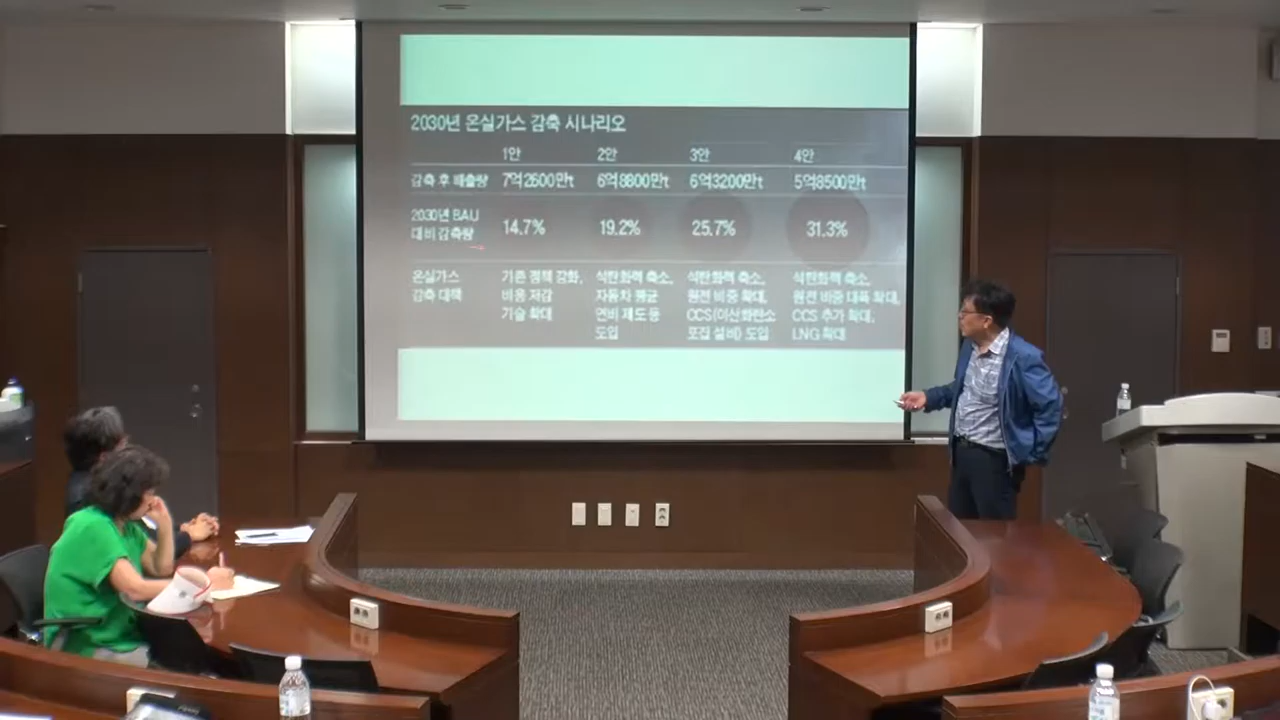 2030년 온실가스 감축 시나리오
1안 2안 3안 4안
감축 후 배출량 7억2600만t 6억8800만t 6억3200만t 5억8500만t
2030년 BAU
대비 감축량 14.7% 19.2% 25.7% 31.3%
온실가스 기존 정책 강화, 석탄화력 축소, 석탄화력 축소, 석탄화력 축소,
감축 대책 비용 저감 자동차 평균 원전 비중 확대, 원전 비중 대폭 확대,
기술 확대 연비 제도 등 CCS(이산화탄소 CCS 추가 확대,
도입 포집 설비) 도입 LNG 확대